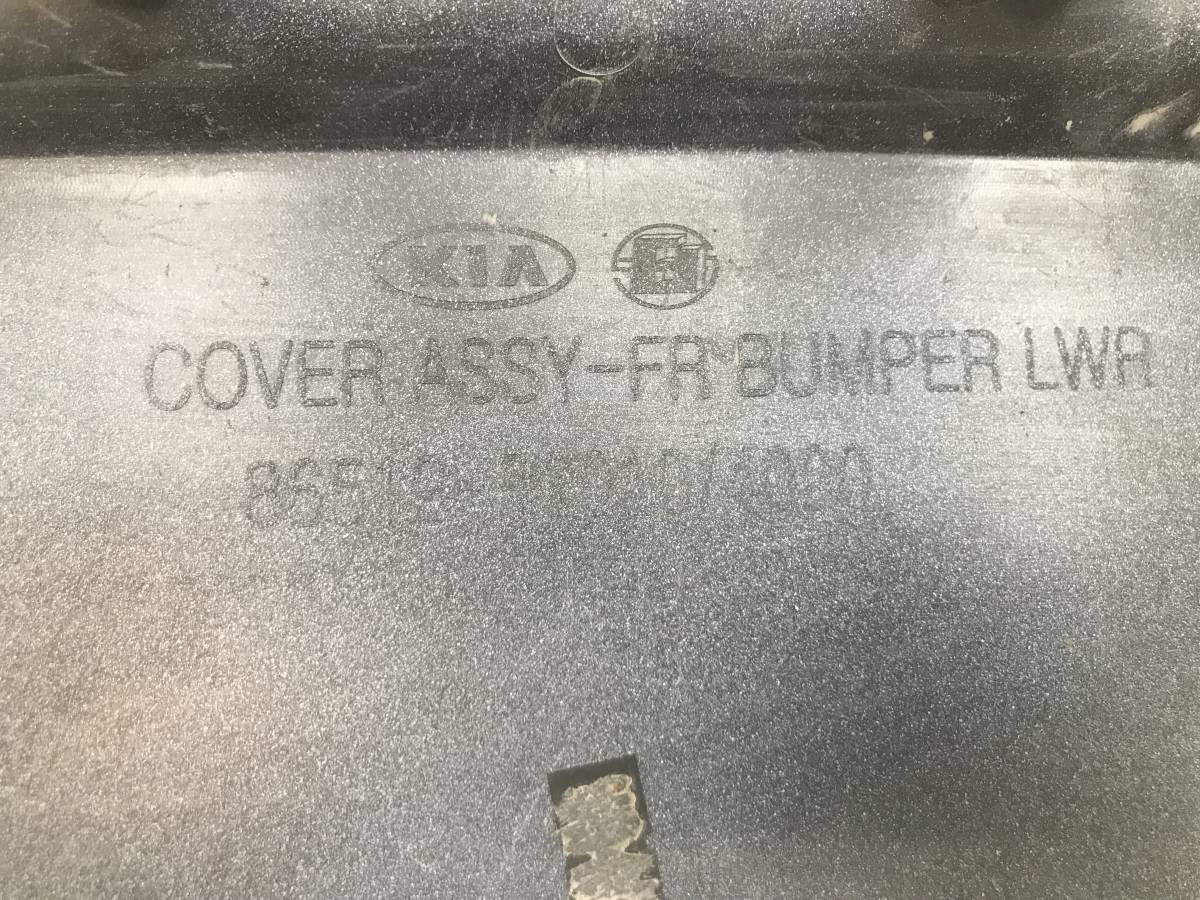 KIA
COVER ASSY-FR BUMPER LWR